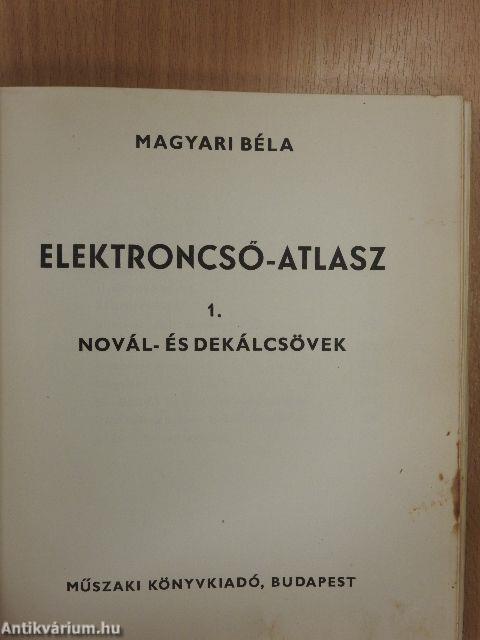 MAGYARI BÉLA
ELEKTRONCSŐ-ATLASZ
1.
NOVÁL- ÉS DEKÁLCSÖVEK
MŰSZAKI KÖNYVKIADÓ, BUDAPEST
Antikvárium.hu